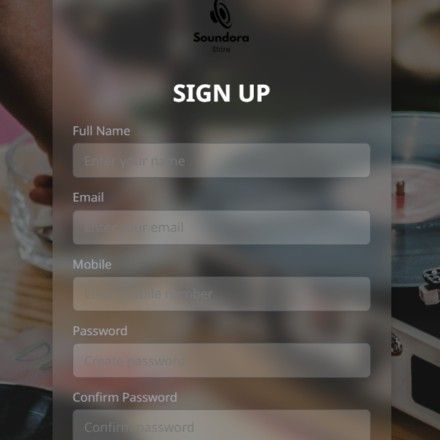 Soundora
Store
SIGN UP
Full Name
Enter your name
Email
Enter your email
Mobile
mobile number
Password
Create password
Confirm Password
Confirm password